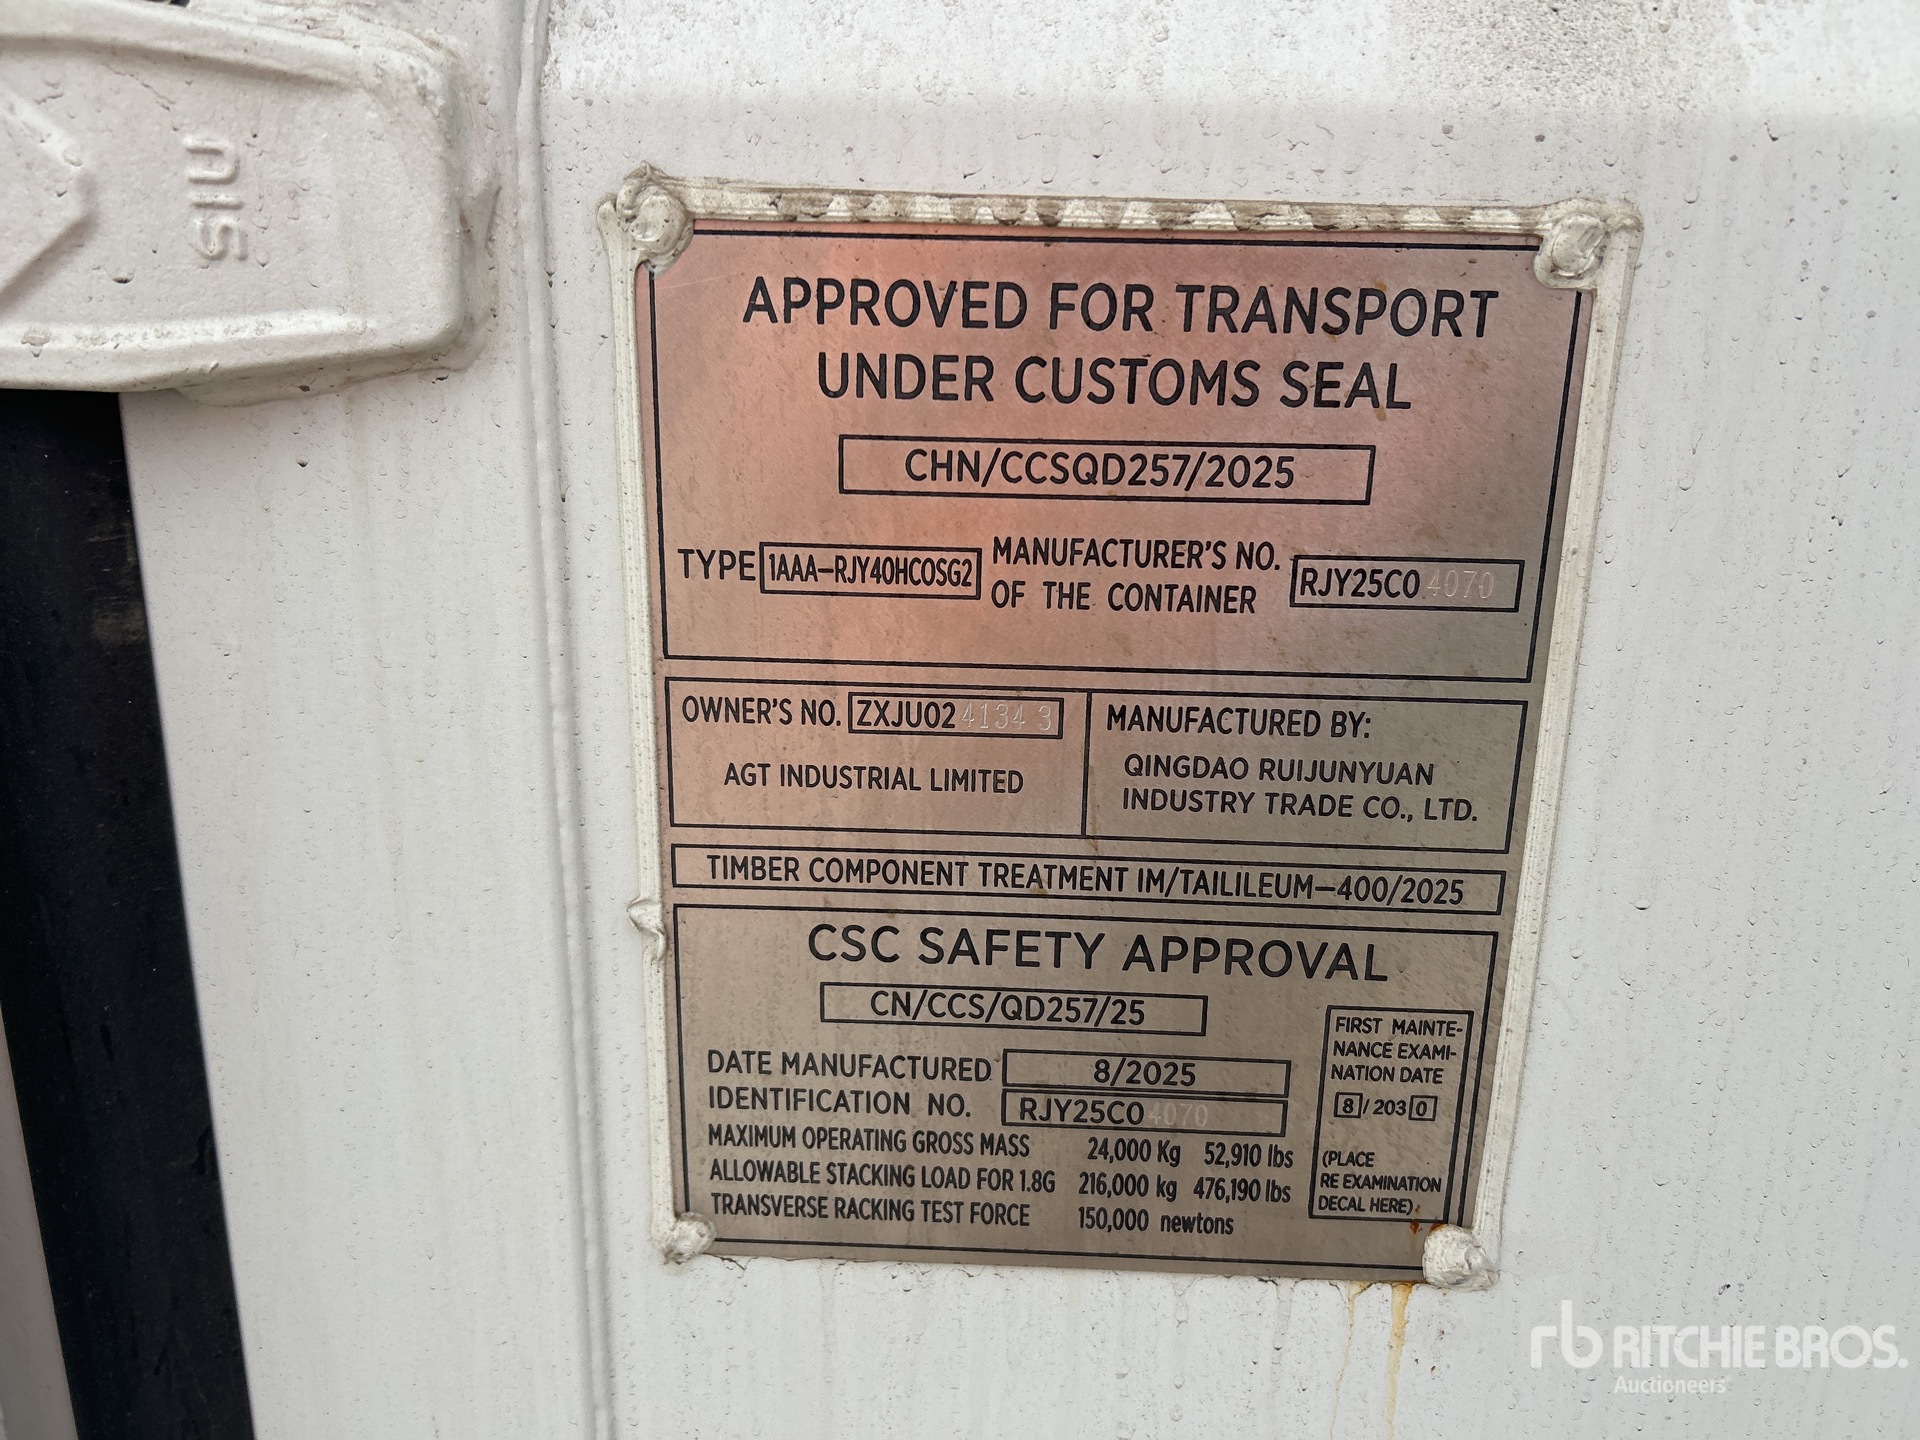 SIU
APPROVED FOR TRANSPORT
UNDER CUSTOMS SEAL
CHN/CCSQD257/2025
TYPE 1AAA-RJY40HCOSG2 MANUFACTURER'S NO. OF THE CONTAINER RJY25C04070
OWNER'S NO. ZXJU024134 3
AGT INDUSTRIAL LIMITED
MANUFACTURED BY:
QINGDAO RUIJUNYUAN
INDUSTRY TRADE CO., LTD.
TIMBER COMPONENT TREATMENT IM/TAILILEUM-400/2025
CSC SAFETY APPROVAL
CN/CCS/QD257/25
DATE MANUFACTURED 8/2025
IDENTIFICATION NO. RJY25C04070
MAXIMUM OPERATING GROSS MASS 24,000 Kg 52,910 lbs
ALLOWABLE STACKING LOAD FOR 1.8G 216,000 kg 476,190 lbs
TRANSVERSE RACKING TEST FORCE 150,000 newtons
FIRST MAINTE-
NANCE EXAMI-
NATION DATE
8/2030
(PLACE
RE EXAMINATION
DECAL HERE)
rb RITCHIE BROS.
Auctioneers